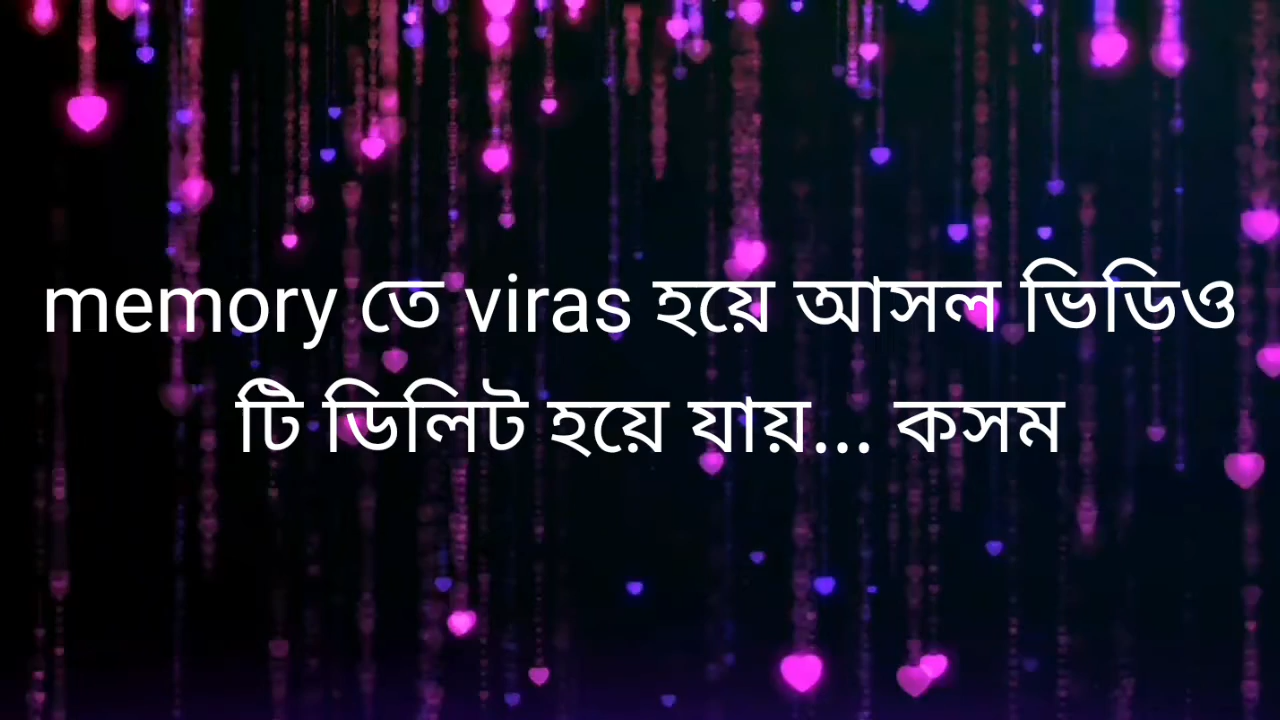 memory তে viras হয়ে আসল ভিডিও
টি ডিলিট হয়ে যায়... কসম